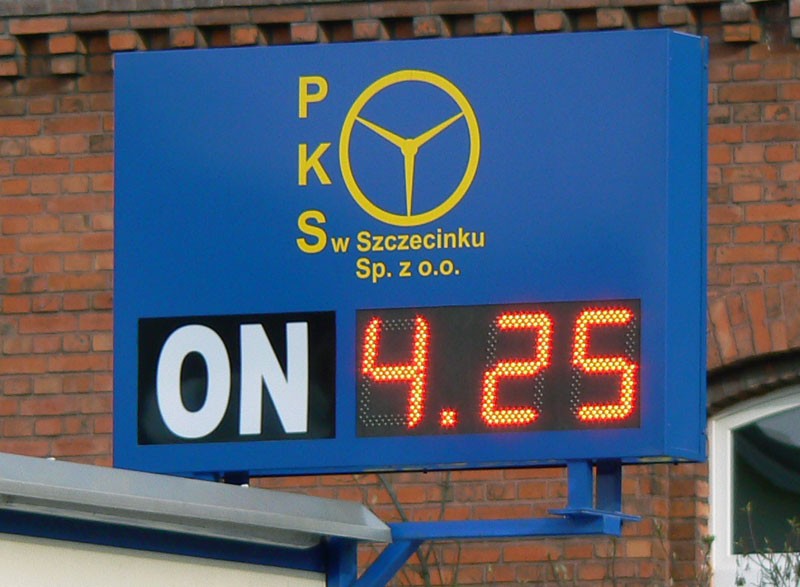 P
K
S w Szczecinku
Sp. z o.o.
ON 4.25